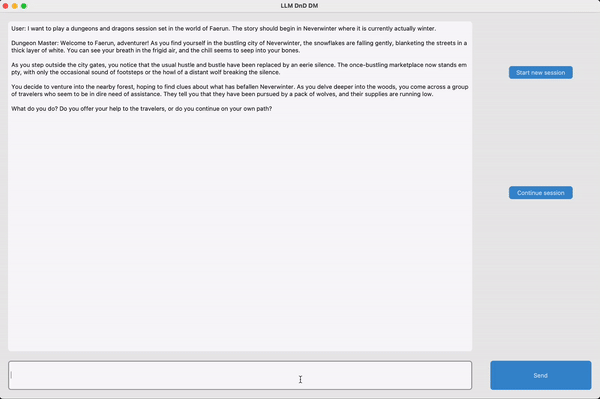 LLM DnD DM
User: I want to play a dungeons and dragons session set in the world of Faerun. The story should begin in Neverwinter where it is currently actually winter.
Dungeon Master: Welcome to Faerun, adventurer! As you find yourself in the bustling city of Neverwinter, the snowflakes are falling gently, blanketing the streets in a
thick layer of white. You can see your breath in the frigid air, and the chill seems to seep into your bones.
As you step outside the city gates, you notice that the usual hustle and bustle have been replaced by an eerie silence. The once-bustling marketplace now stands em
pty, with only the occasional sound of footsteps or the howl of a distant wolf breaking the silence.
You decide to venture into the nearby forest, hoping to find clues about what has befallen Neverwinter. As you delve deeper into the woods, you come across a group
of travelers who seem to be in dire need of assistance. They tell you that they have been pursued by a pack of wolves, and their supplies are running low.
What do you do? Do you offer your help to the travelers, or do you continue on your own path?
Start new session
Continue session
Send